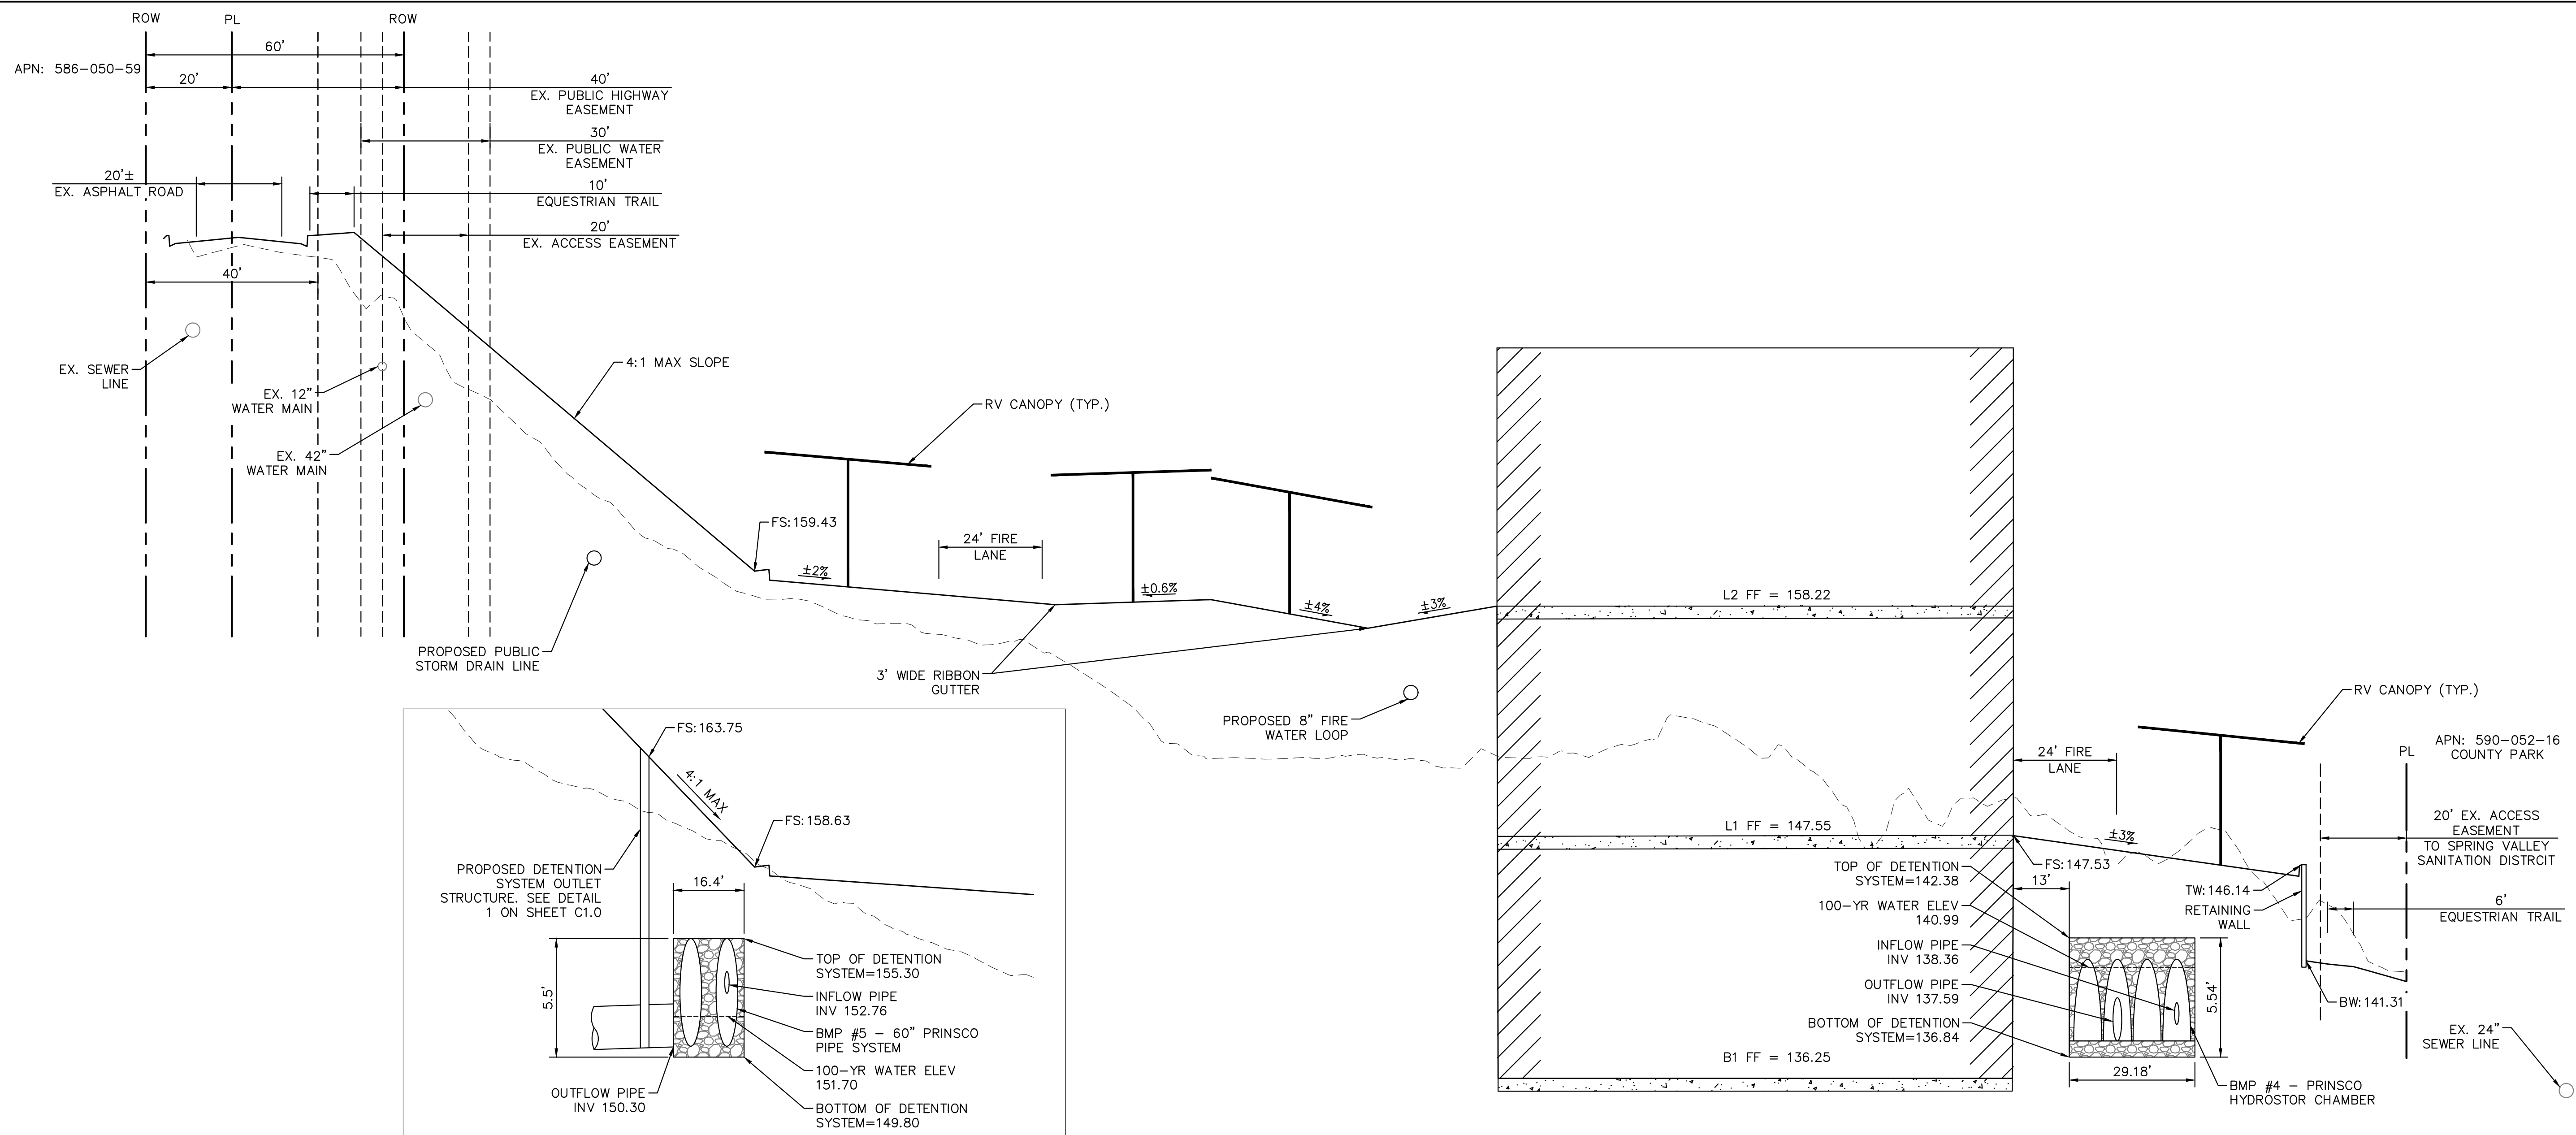 ROW
PL
ROW
60'
APN: 586-050-59
20'
40'
EX. PUBLIC HIGHWAY
EASEMENT
30'
EX. PUBLIC WATER
EASEMENT
20'±
EX. ASPHALT ROAD
10'
EQUESTRIAN TRAIL
20'
EX. ACCESS EASEMENT
40'
EX. SEWER
LINE
EX. 12"
WATER MAIN
EX. 42"
WATER MAIN
4:1 MAX SLOPE
RV CANOPY (TYP.)
FS:159.43
±2%
24' FIRE
LANE
±0.6%
±4%
±3%
PROPOSED PUBLIC
STORM DRAIN LINE
3' WIDE RIBBON
GUTTER
PROPOSED 8" FIRE
WATER LOOP
L2 FF = 158.22
L1 FF = 147.55
B1 FF = 136.25
FS:163.75
4:1 MAX
FS:158.63
PROPOSED DETENTION
SYSTEM OUTLET
STRUCTURE. SEE DETAIL
1 ON SHEET C1.0
16.4'
5.5'
TOP OF DETENTION
SYSTEM=155.30
INFLOW PIPE
INV 152.76
BMP #5 - 60" PRINSCO
PIPE SYSTEM
100-YR WATER ELEV
151.70
OUTFLOW PIPE
INV 150.30
BOTTOM OF DETENTION
SYSTEM=149.80
RV CANOPY (TYP.)
24' FIRE
LANE
PL
APN: 590-052-16
COUNTY PARK
20' EX. ACCESS
EASEMENT
TO SPRING VALLEY
SANITATION DISTRCIT
±3%
FS:147.53
13'
TOP OF DETENTION
SYSTEM=142.38
100-YR WATER ELEV
140.99
INFLOW PIPE
INV 138.36
OUTFLOW PIPE
INV 137.59
BOTTOM OF DETENTION
SYSTEM=136.84
TW:146.14
RETAINING
WALL
6'
EQUESTRIAN TRAIL
5.54'
BW:141.31
29.18'
BMP #4 - PRINSCO
HYDROSTOR CHAMBER
EX. 24"
SEWER LINE